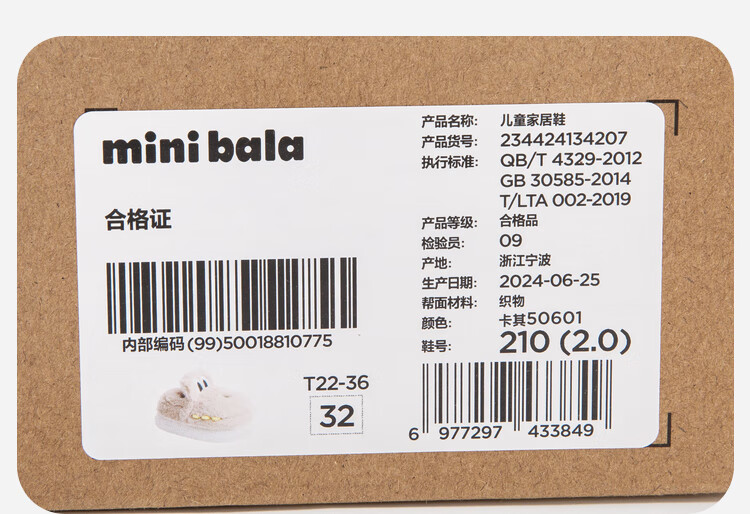 mini bala
合格证
内部编码(99)50018810775
T22-36
32
产品名称: 儿童家居鞋
产品货号: 234424134207
执行标准: QB/T 4329-2012
GB 30585-2014
T/LTA 002-2019
产品等级: 合格品
检验员: 09
产地: 浙江宁波
生产日期: 2024-06-25
帮面材料: 织物
颜色: 卡其50601
鞋号: 210 (2.0)
6 977297 433849